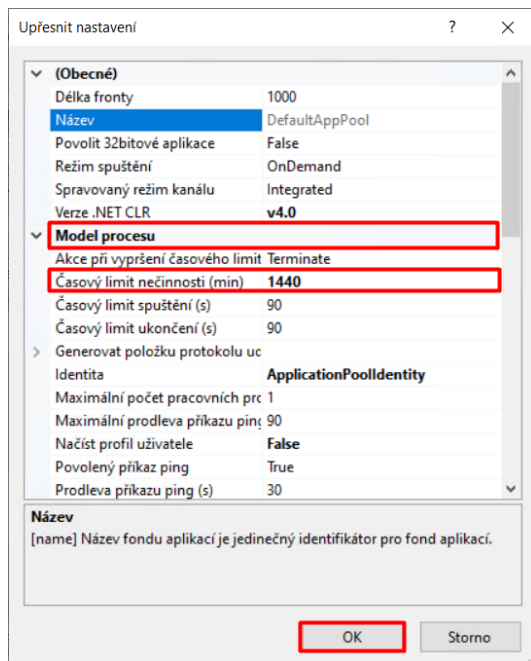 Upřesnit nastavení ? ×
(Obecné)
Délka fronty 1000
Název DefaultAppPool
Povolit 32bitové aplikace False
Režim spuštění OnDemand
Spravovaný režim kanálu Integrated
Verze .NET CLR v4.0
Model procesu
Akce při vypršení časového limit Terminate
Časový limit nečinnosti (min) 1440
Časový limit spuštění (s) 90
Časový limit ukončení (s) 90
Generovat položku protokolu uc
Identita ApplicationPoolIdentity
Maximální počet pracovních prc 1
Maximální prodleva příkazu ping 90
Načíst profil uživatele False
Povolený příkaz ping True
Prodleva příkazu ping (s) 30
Název
[name] Název fondu aplikací je jedinečný identifikátor pro fond aplikací.
OK Storno